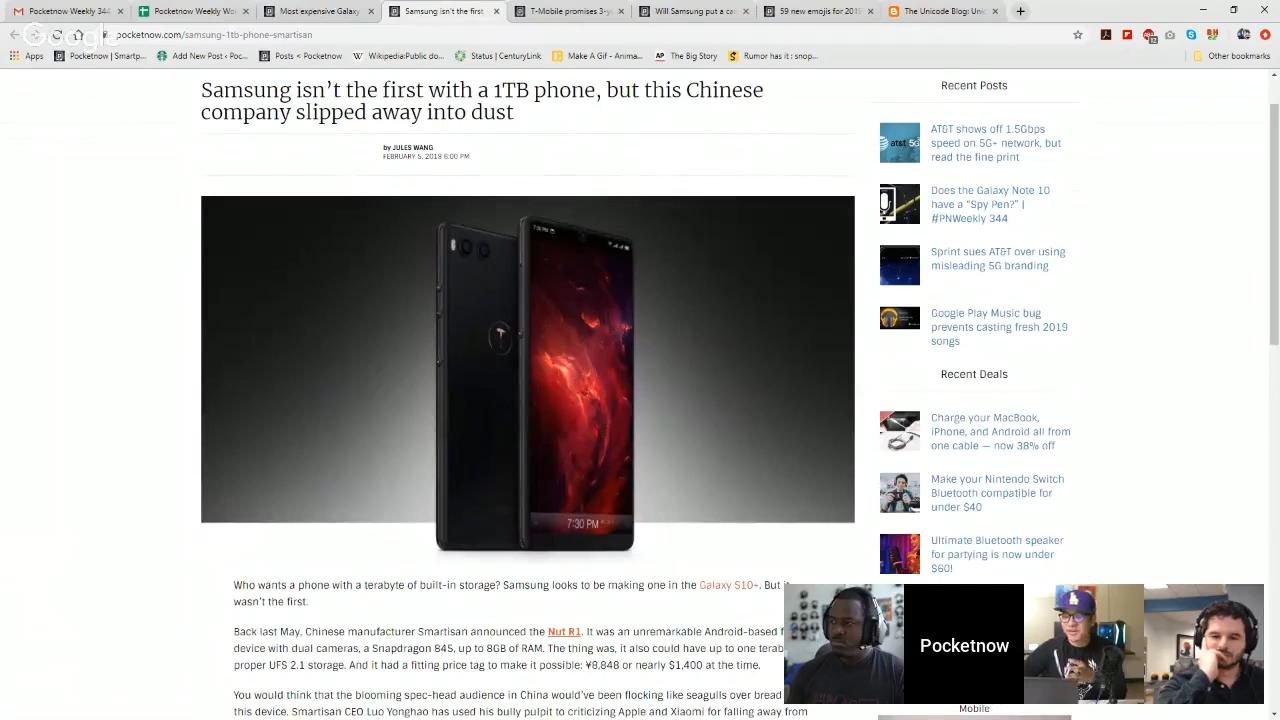 Most expensive Galaxy
Samsung isn't the first
T-Mobile promotes 3-y
Will Samsung put a ca
59 new emojis for 201
The Unicode Blog: Un
Google
pocketnow.com/samsung-1tb-phone-smartisan
Apps
Pocketnow | Smart...
Add New Post ‹ Poc
Posts ‹ Pocketnow
Wikipedia:Public do...
Status | CenturyLink
Make A Gif - Anima...
The Big Story
Rumor has it: snop...
Other bookmarks
Samsung isn't the first with a 1TB phone, but this Chinese
company slipped away into dust
by JULES WANG
FEBRUARY 5, 2019 6:00 PM
7:30 PM
Who wants a phone with a terabyte of built-in storage? Samsung looks to be making one in the Galaxy S10+. But
wasn't the first.
Back last May, Chinese manufacturer Smartisan announced the Nut R1. It was an unremarkable Android-based
device with dual cameras, a Snapdragon 845, up to 8GB of RAM. The thing was, it also could have up to one terab
proper UFS 2.1 storage. And it had a fitting price tag to make it possible: ¥8,848 or nearly $1,400 at the time.
You would think that the blooming spec-head audience in China would've been flocking like seagulls over bread
this device. Smartisan CEO Luo Yonghao has used his bully pulpit to criticizing Apple and Xiaomi for falling away from
Recent Posts
AT&T shows off 1.5Gbps
speed on 5G+ network, but
read the fine print
Does the Galaxy Note 10
have a "Spy Pen?" |
#PNWeekly 344
Sprint sues AT&T over using
misleading 5G branding
Google Play Music bug
prevents casting fresh 2019
songs
Recent Deals
Charge your MacBook,
iPhone, and Android all from
one cable — now 38% off
Make your Nintendo Switch
Bluetooth compatible for
under $40
Ultimate Bluetooth speaker
for partying is now under
$60!
Pocketnow
Mobile